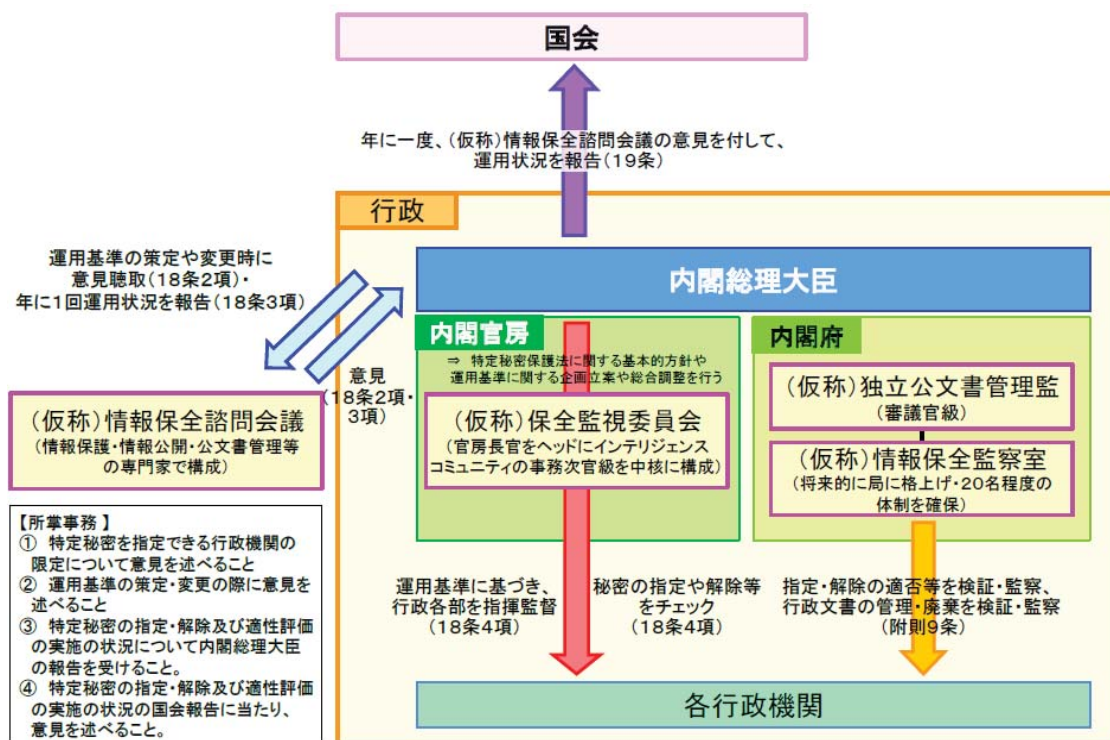 国会
年に一度、(仮称)情報保全諮問会議の意見を付して、
運用状況を報告(19条)
行政
運用基準の策定や変更時に
意見聴取(18条2項)・
年に1回運用状況を報告(18条3項)
内閣総理大臣
意見
(18条2項・
3項)
(仮称)情報保全諮問会議
(情報保護・情報公開・公文書管理等
の専門家で構成)
【所掌事務】
① 特定秘密を指定できる行政機関の
限定について意見を述べること
② 運用基準の策定・変更の際に意見を
述べること
③ 特定秘密の指定・解除及び適性評価
の実施の状況について内閣総理大臣
の報告を受けること。
④ 特定秘密の指定・解除及び適性評価
の実施の状況の国会報告に当たり、
意見を述べること。
内閣官房
⇒ 特定秘密保護法に関する基本的方針や
運用基準に関する企画立案や総合調整を行う
(仮称)保全監視委員会
(官房長官をヘッドにインテリジェンス
コミュニティの事務次官級を中核に構成)
内閣府
(仮称)独立公文書管理監
(審議官級)
(仮称)情報保全監察室
(将来的に局に格上げ・20名程度の
体制を確保)
運用基準に基づき、
行政各部を指揮監督
(18条4項)
秘密の指定や解除等
をチェック
(18条4項)
指定・解除の適否等を検証・監察、
行政文書の管理・廃棄を検証・監察
(附則9条)
各行政機関